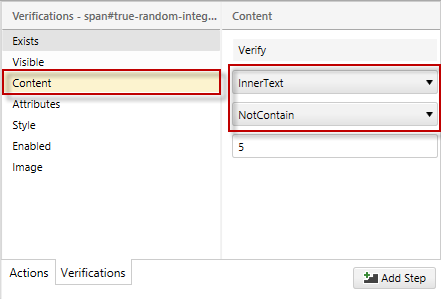 Verifications - span#true-random-integ...
Content
Exists
Visible
Content
Attributes
Style
Enabled
Image
Verify
InnerText
NotContain
5
Actions
Verifications
Add Step